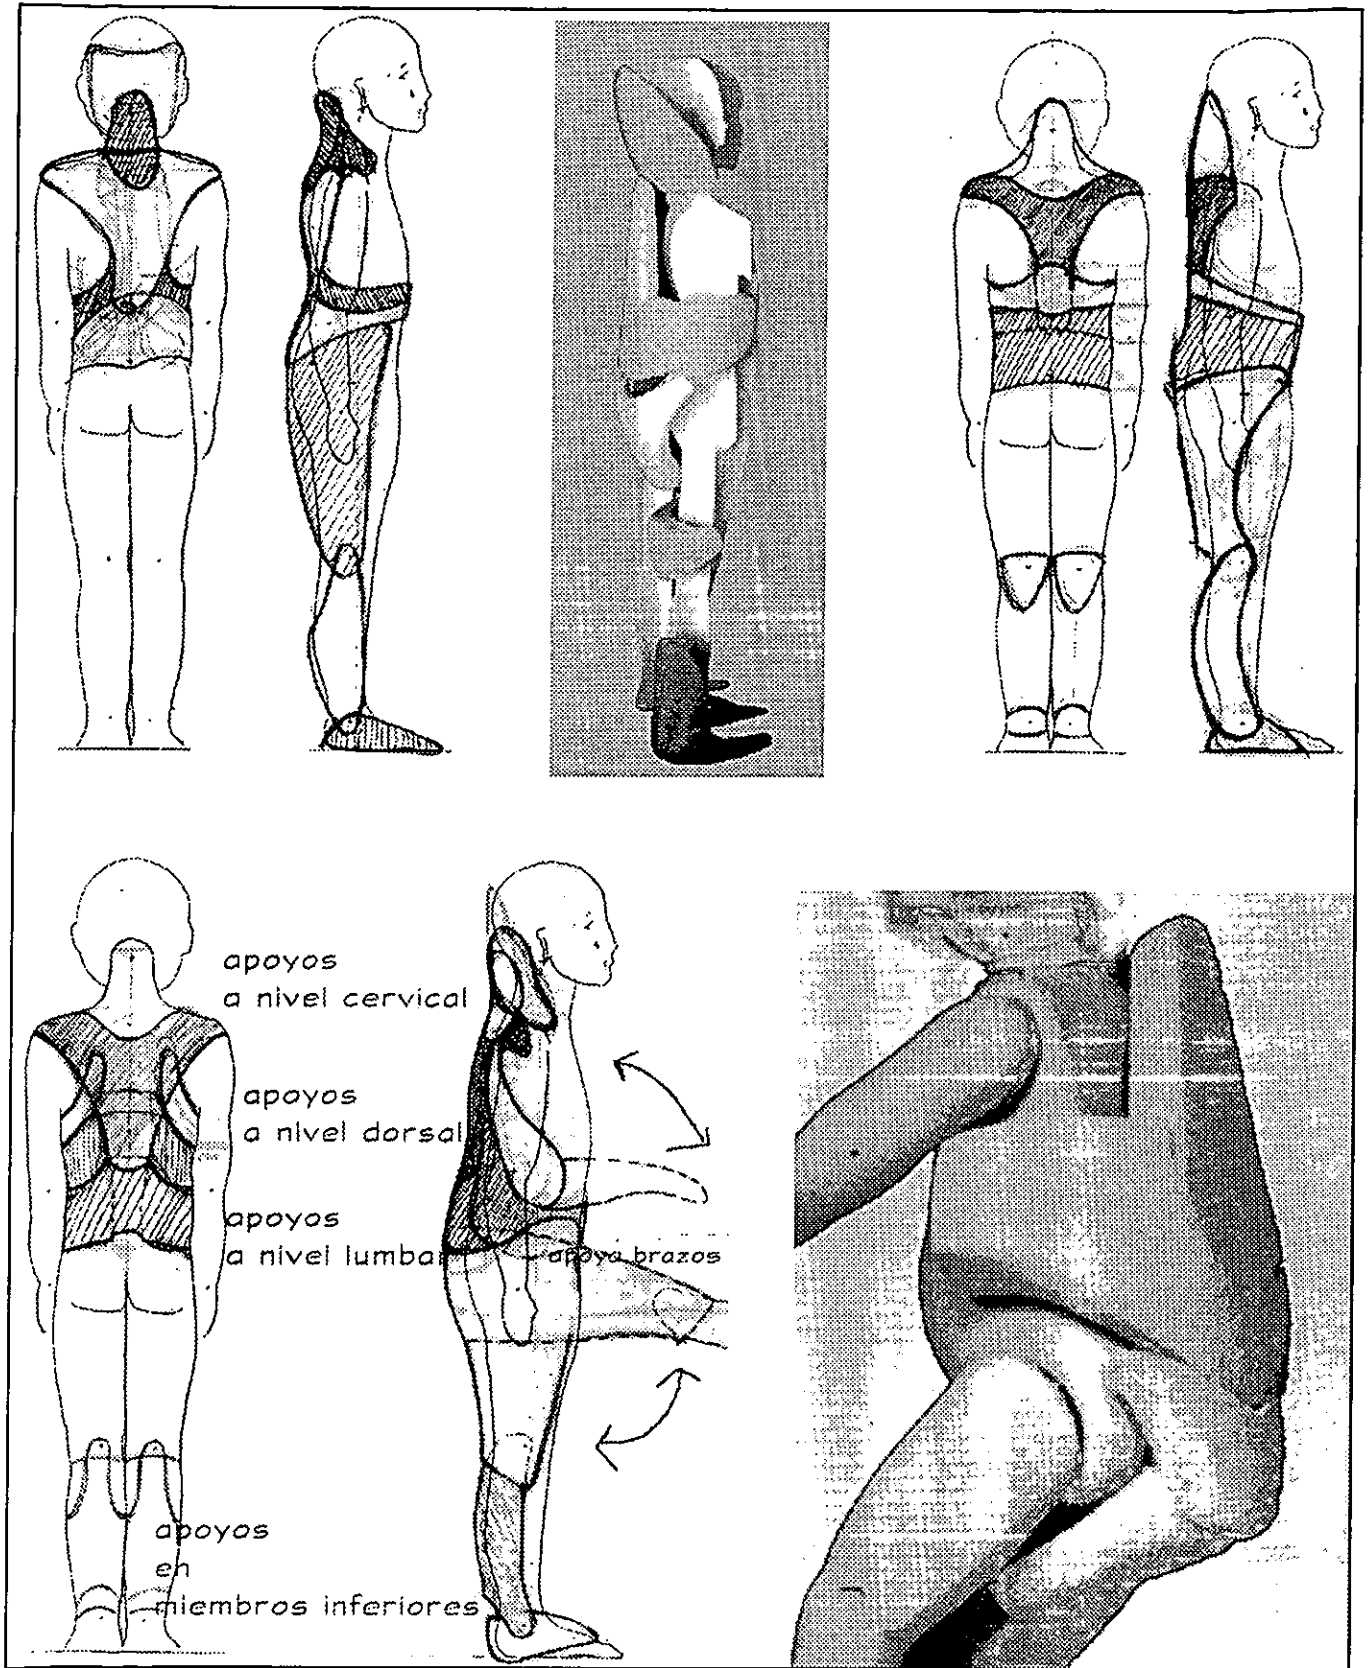 apoyos
a nivel cervical
apoyos
a nivel dorsal
apoyos
a nivel lumbar
apoya brazos
apoyos
en
miembros inferiores